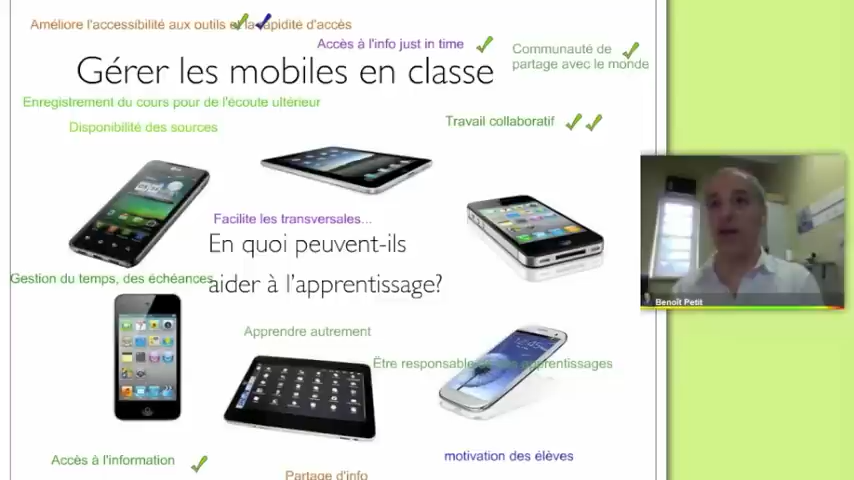 Améliore l'accessibilité aux outils et la rapidité d'accès
Accès à l'info just in time
Communauté de
partage avec le monde
Gérer les mobiles en classe
Enregistrement du cours pour de l'écoute ultérieur
Disponibilité des sources
Travail collaboratif
Facilite les transversales...
En quoi peuvent-ils
aider à l'apprentissage?
Gestion du temps, des échéances
Benoît Petit
Apprendre autrement
Être responsable apprentissages
12:45
motivation des élèves
Accès à l'information
Partage d'info